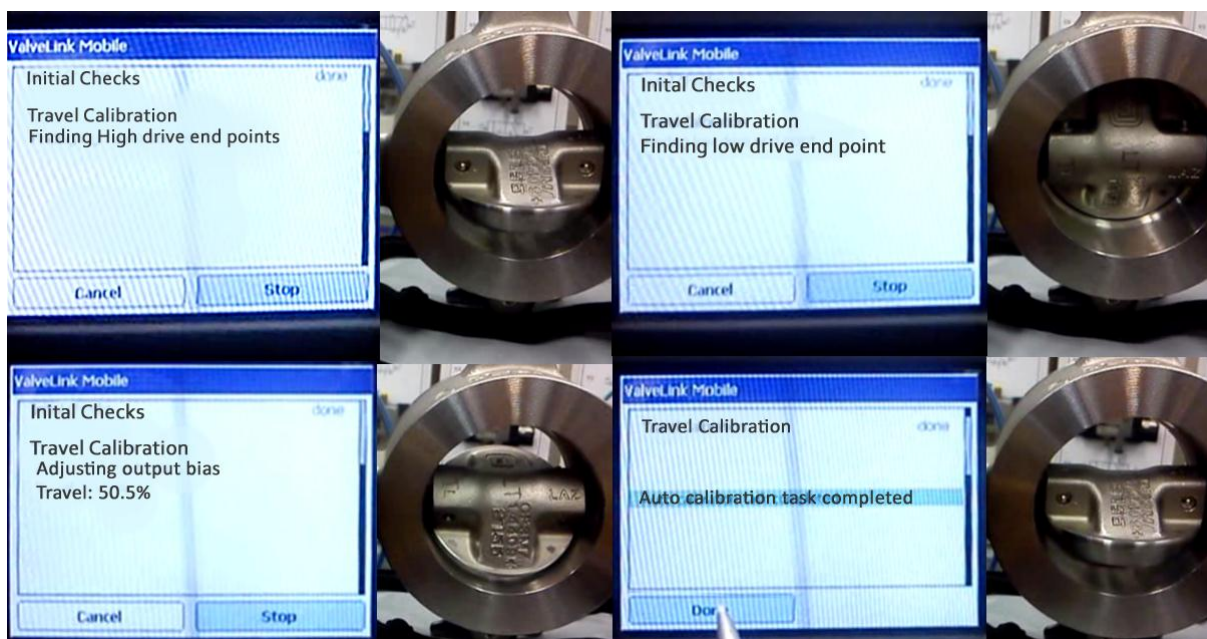 ValveLink Mobile
Initial Checks done
Travel Calibration
Finding High drive end points
Cancel Stop
ValveLink Mobile
Inital Checks done
Travel Calibration
Finding low drive end point
Cancel Stop
ValveLink Mobile
Inital Checks done
Travel Calibration
Adjusting output bias
Travel: 50.5%
Cancel Stop
ValveLink Mobile
Travel Calibration done
Auto calibration task completed